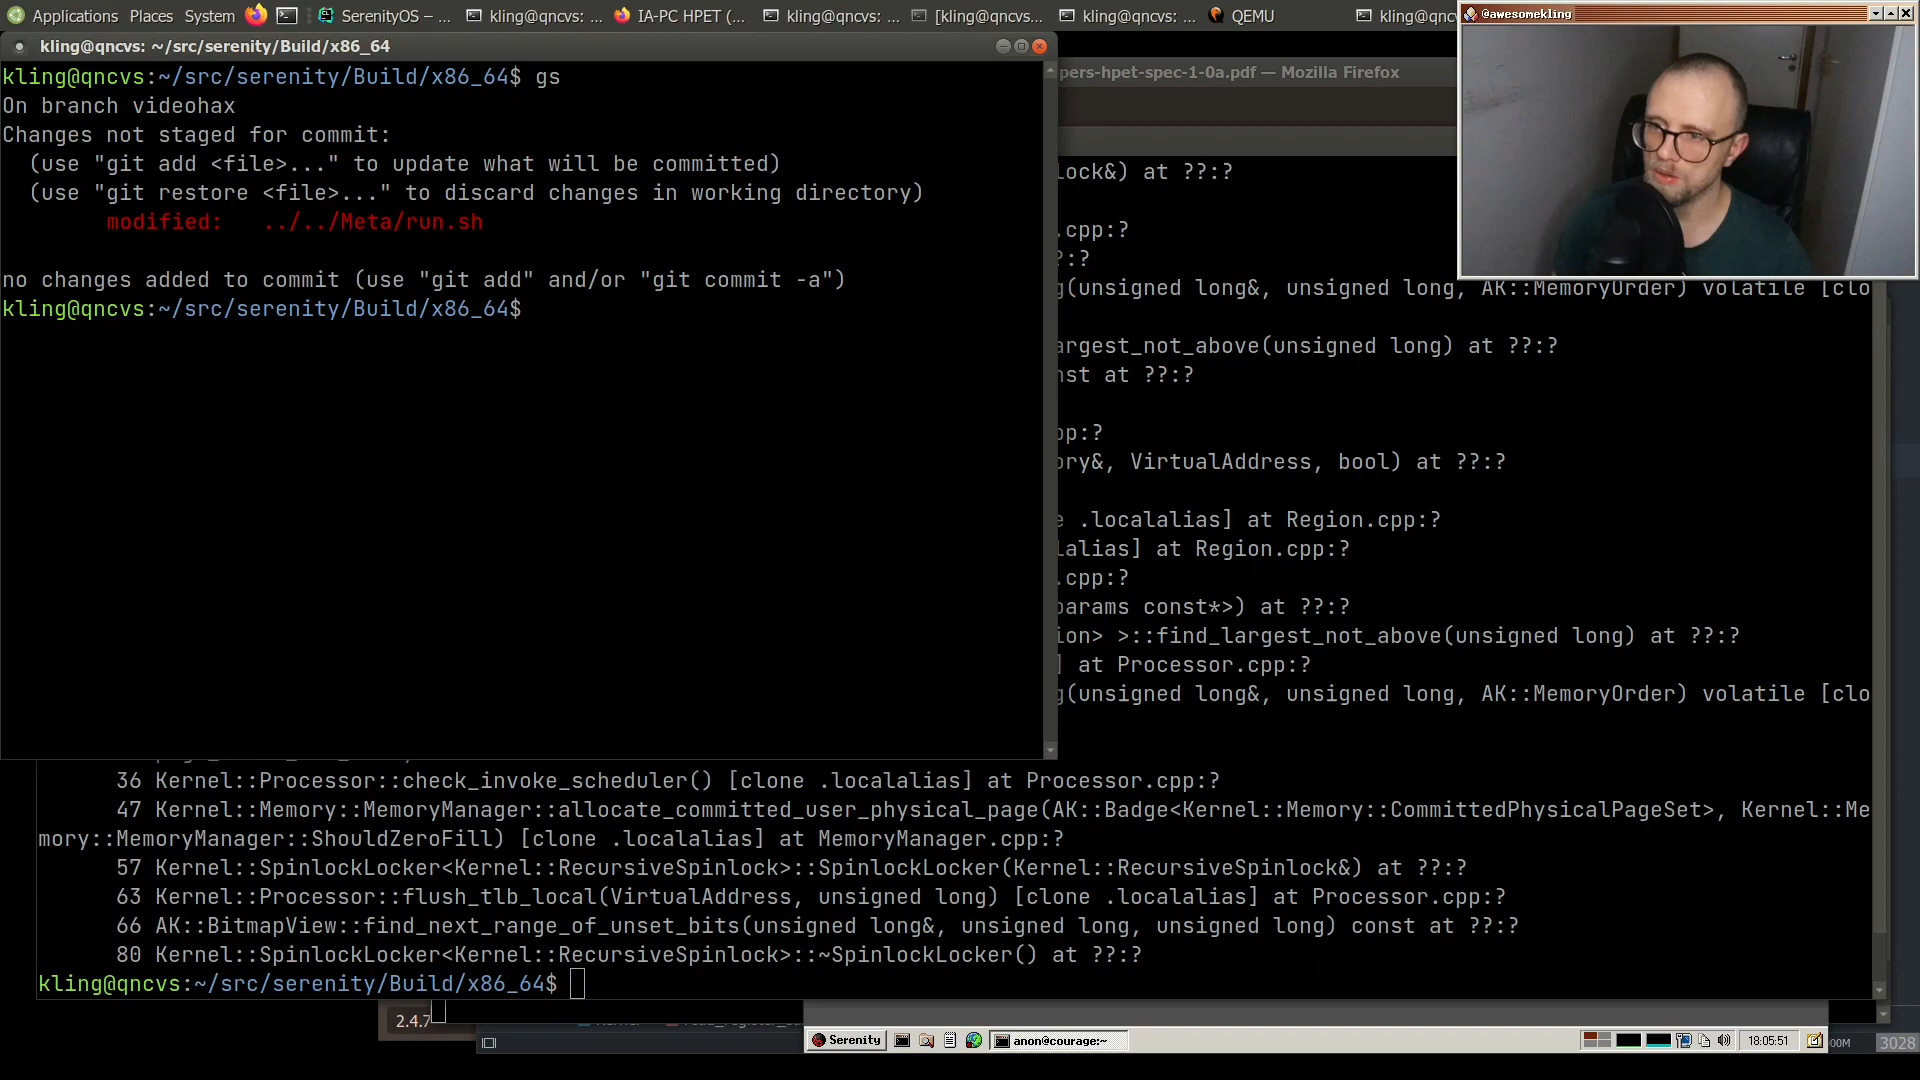 Applications Places System SerenityOS – ... kling@qncvs: ... IA-PC HPET (... kling@qncvs: ... [kling@qncvs... kling@qncvs: ... QEMU kling@qncv
@awesomekling
kling@qncvs: ~/src/serenity/Build/x86_64
pers-hpet-spec-1-0a.pdf — Mozilla Firefox
kling@qncvs:~/src/serenity/Build/x86_64$ gs
On branch videohax
Changes not staged for commit:
(use "git add <file>..." to update what will be committed)
(use "git restore <file>..." to discard changes in working directory)
modified: ../../Meta/run.sh
no changes added to commit (use "git add" and/or "git commit -a")
kling@qncvs:~/src/serenity/Build/x86_64$
lock&) at ??:?
.cpp:?
?:?
g(unsigned long&, unsigned long, AK::MemoryOrder) volatile [clo
argest_not_above(unsigned long) at ??:?
nst at ??:?
pp:?
ory&, VirtualAddress, bool) at ??:?
e .localalias] at Region.cpp:?
lalias] at Region.cpp:?
.cpp:?
params const*>) at ??:?
ion> >::find_largest_not_above(unsigned long) at ??:?
] at Processor.cpp:?
g(unsigned long&, unsigned long, AK::MemoryOrder) volatile [clo
36 Kernel::Processor::check_invoke_scheduler() [clone .localalias] at Processor.cpp:?
47 Kernel::Memory::MemoryManager::allocate_committed_user_physical_page(AK::Badge<Kernel::Memory::CommittedPhysicalPageSet>, Kernel::Me
mory::MemoryManager::ShouldZeroFill) [clone .localalias] at MemoryManager.cpp:?
57 Kernel::SpinlockLocker<Kernel::RecursiveSpinlock>::SpinlockLocker(Kernel::RecursiveSpinlock&) at ??:?
63 Kernel::Processor::flush_tlb_local(VirtualAddress, unsigned long) [clone .localalias] at Processor.cpp:?
66 AK::BitmapView::find_next_range_of_unset_bits(unsigned long&, unsigned long, unsigned long) const at ??:?
80 Kernel::SpinlockLocker<Kernel::RecursiveSpinlock>::~SpinlockLocker() at ??:?
kling@qncvs:~/src/serenity/Build/x86_64$
2.4.7
Serenity anon@courage:~ 18:05:51 00M 3028